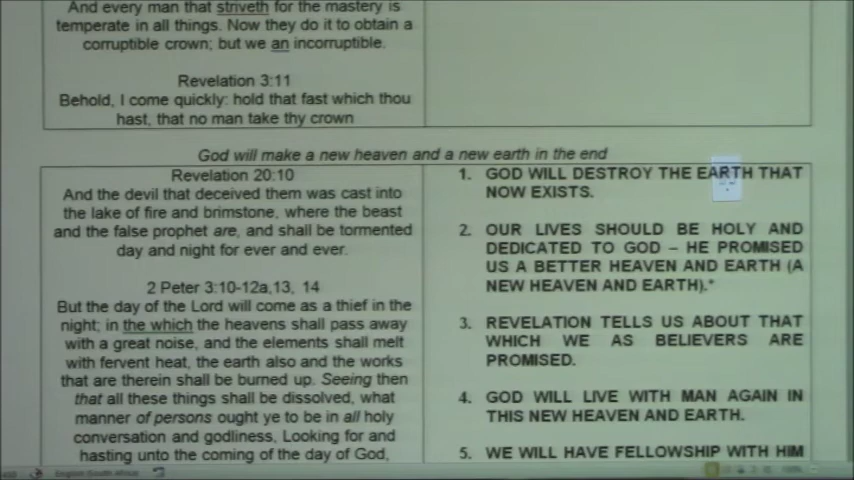 And every man that striveth for the mastery is
temperate in all things. Now they do it to obtain a
corruptible crown; but we an incorruptible.
Revelation 3:11
Behold, I come quickly: hold that fast which thou
hast, that no man take thy crown
God will make a new heaven and a new earth in the end
Revelation 20:10
And the devil that deceived them was cast into
the lake of fire and brimstone, where the beast
and the false prophet are, and shall be tormented
day and night for ever and ever.
2 Peter 3:10-12a,13, 14
But the day of the Lord will come as a thief in the
night; in the which the heavens shall pass away
with a great noise, and the elements shall melt
with fervent heat, the earth also and the works
that are therein shall be burned up. Seeing then
that all these things shall be dissolved, what
manner of persons ought ye to be in all holy
conversation and godliness, Looking for and
hasting unto the coming of the day of God,
1. GOD WILL DESTROY THE EARTH THAT
NOW EXISTS.
2. OUR LIVES SHOULD BE HOLY AND
DEDICATED TO GOD – HE PROMISED
US A BETTER HEAVEN AND EARTH (A
NEW HEAVEN AND EARTH).*
3. REVELATION TELLS US ABOUT THAT
WHICH WE AS BELIEVERS ARE
PROMISED.
4. GOD WILL LIVE WITH MAN AGAIN IN
THIS NEW HEAVEN AND EARTH.
5. WE WILL HAVE FELLOWSHIP WITH HIM
English (South Africa)